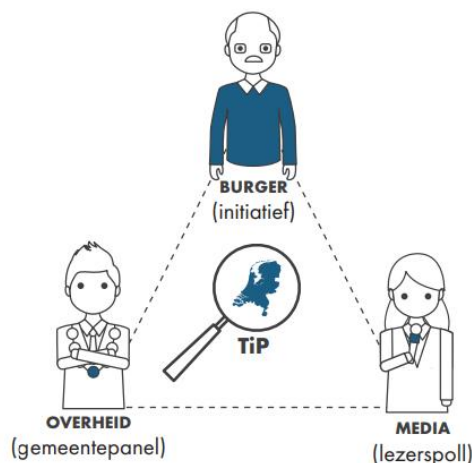 BURGER
(initiatief)
TiP
OVERHEID
(gemeentepanel)
MEDIA
(lezerspoll)